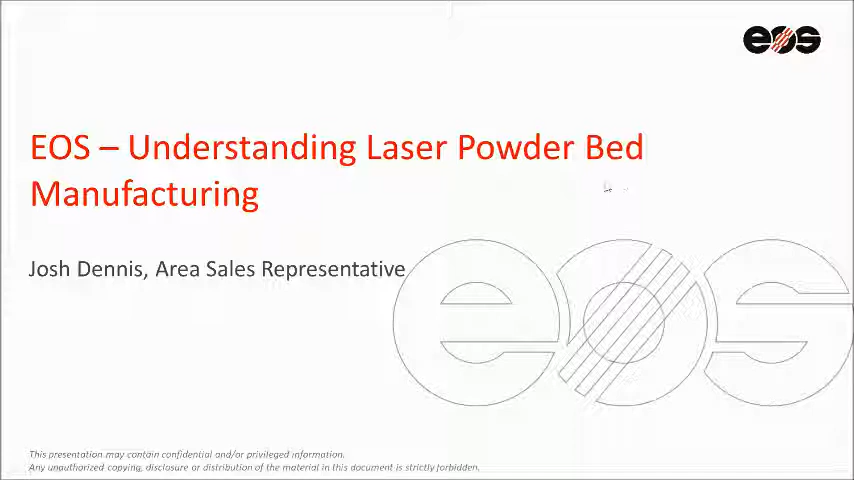 eos
EOS – Understanding Laser Powder Bed
Manufacturing
Josh Dennis, Area Sales Representative
eos
This presentation may contain confidential and/or privileged information.
Any unauthorized copying, disclosure or distribution of the material in this document is strictly forbidden.